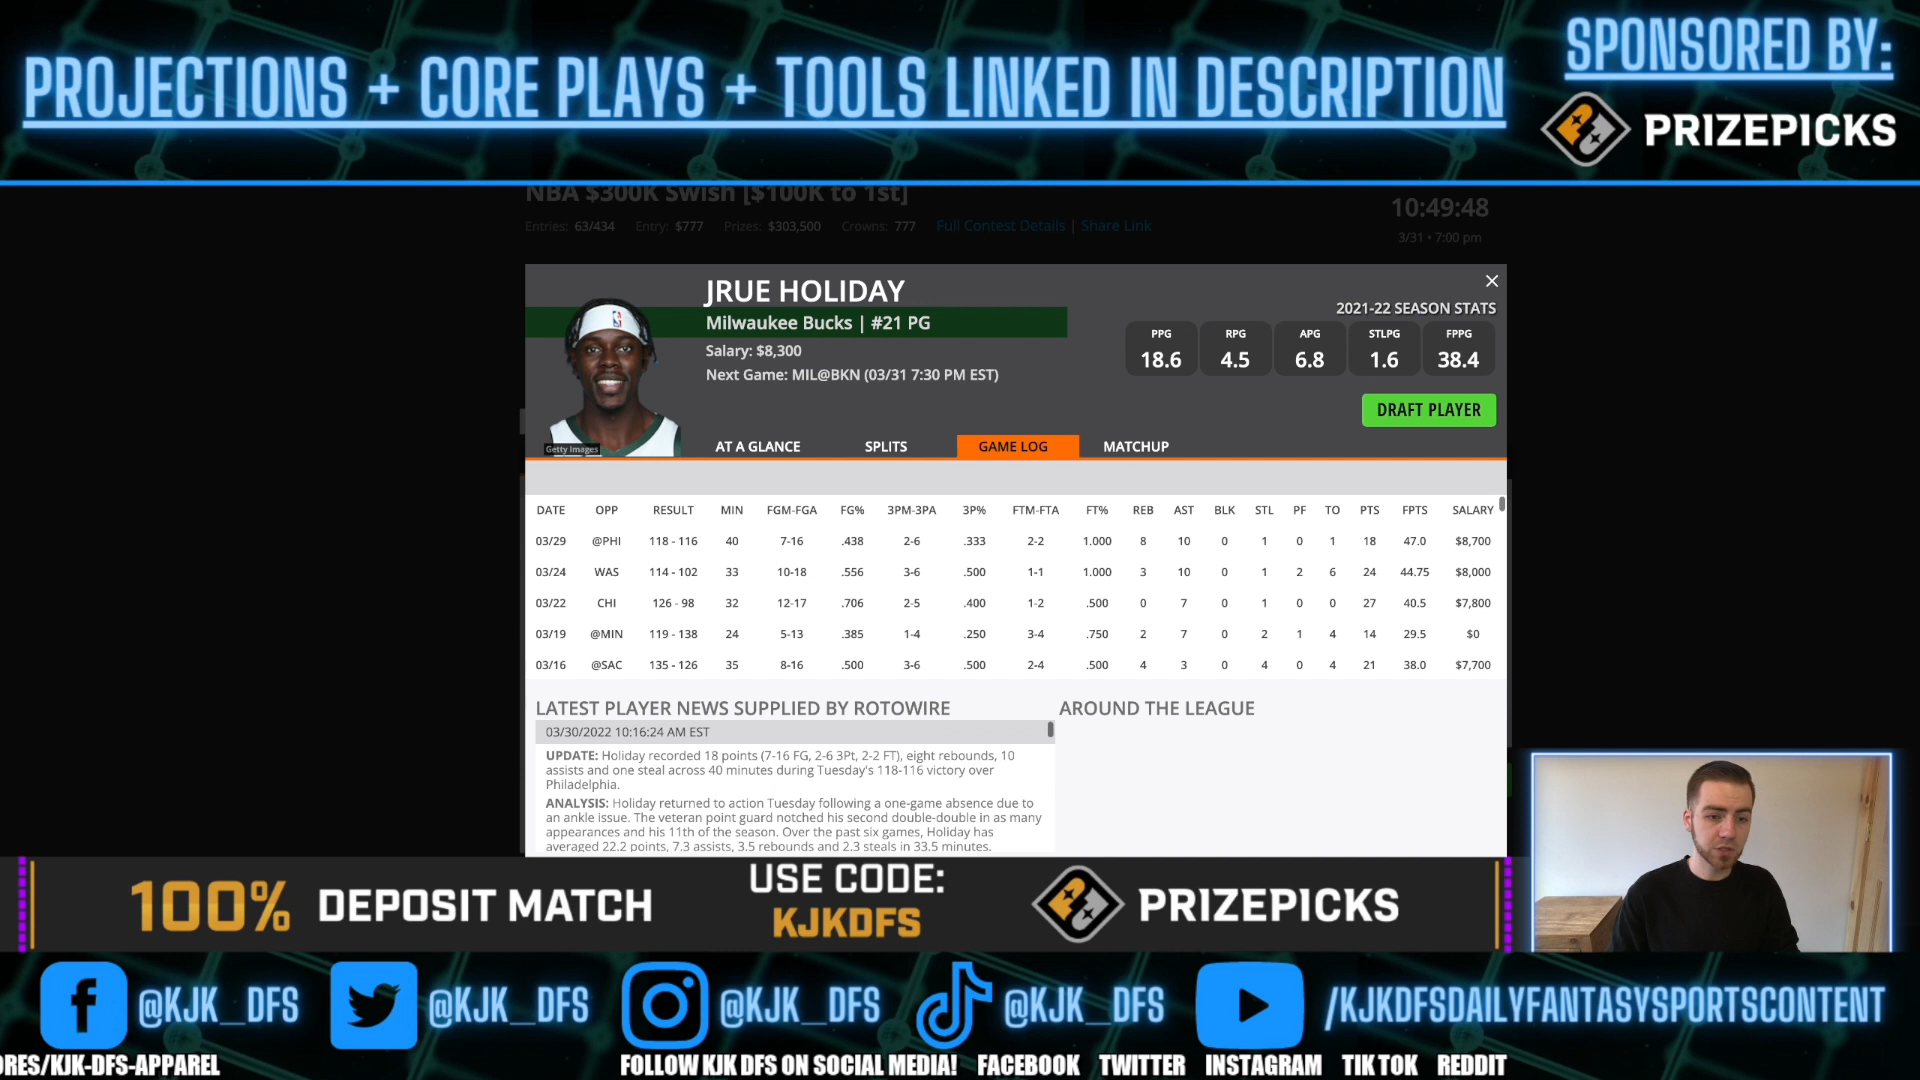 PROJECTIONS + CORE PLAYS + TOOLS LINKED IN DESCRIPTION
SPONSORED BY:
PRIZEPICKS
NBA $300K Swish [$100K to 1st]
10:49:48
Entries: 63/434 Entry: $777 Prizes: $303,500 Crowns: 777 Full Contest Details | Share Link
3/31 • 7:00 pm
JRUE HOLIDAY
Milwaukee Bucks | #21 PG
Salary: $8,300
Next Game: MIL@BKN (03/31 7:30 PM EST)
2021-22 SEASON STATS
PPG RPG APG STLPG FPPG
18.6 4.5 6.8 1.6 38.4
DRAFT PLAYER
Getty Images
AT A GLANCE SPLITS GAME LOG MATCHUP
DATE OPP RESULT MIN FGM-FGA FG% 3PM-3PA 3P% FTM-FTA FT% REB AST BLK STL PF TO PTS FPTS SALARY
03/29 @PHI 118 - 116 40 7-16 .438 2-6 .333 2-2 1.000 8 10 0 1 0 1 18 47.0 $8,700
03/24 WAS 114 - 102 33 10-18 .556 3-6 .500 1-1 1.000 3 10 0 1 2 6 24 44.75 $8,000
03/22 CHI 126 - 98 32 12-17 .706 2-5 .400 1-2 .500 0 7 0 1 0 0 27 40.5 $7,800
03/19 @MIN 119 - 138 24 5-13 .385 1-4 .250 3-4 .750 2 7 0 2 1 4 14 29.5 $0
03/16 @SAC 135 - 126 35 8-16 .500 3-6 .500 2-4 .500 4 3 0 4 0 4 21 38.0 $7,700
LATEST PLAYER NEWS SUPPLIED BY ROTOWIRE
AROUND THE LEAGUE
03/30/2022 10:16:24 AM EST
UPDATE: Holiday recorded 18 points (7-16 FG, 2-6 3Pt, 2-2 FT), eight rebounds, 10
assists and one steal across 40 minutes during Tuesday's 118-116 victory over
Philadelphia.
ANALYSIS: Holiday returned to action Tuesday following a one-game absence due to
an ankle issue. The veteran point guard notched his second double-double in as many
appearances and his 11th of the season. Over the past six games, Holiday has
averaged 22.2 points, 7.3 assists, 3.5 rebounds and 2.3 steals in 33.5 minutes.
100% DEPOSIT MATCH
USE CODE:
KJKDFS
PRIZEPICKS
@KJK_DFS @KJK_DFS @KJK_DFS @KJK_DFS /KJKDFSDAILYFANTASYSPORTSCONTENT
ORES/KJK-DFS-APPAREL
FOLLOW KJK DFS ON SOCIAL MEDIA! FACEBOOK TWITTER INSTAGRAM TIK TOK REDDIT